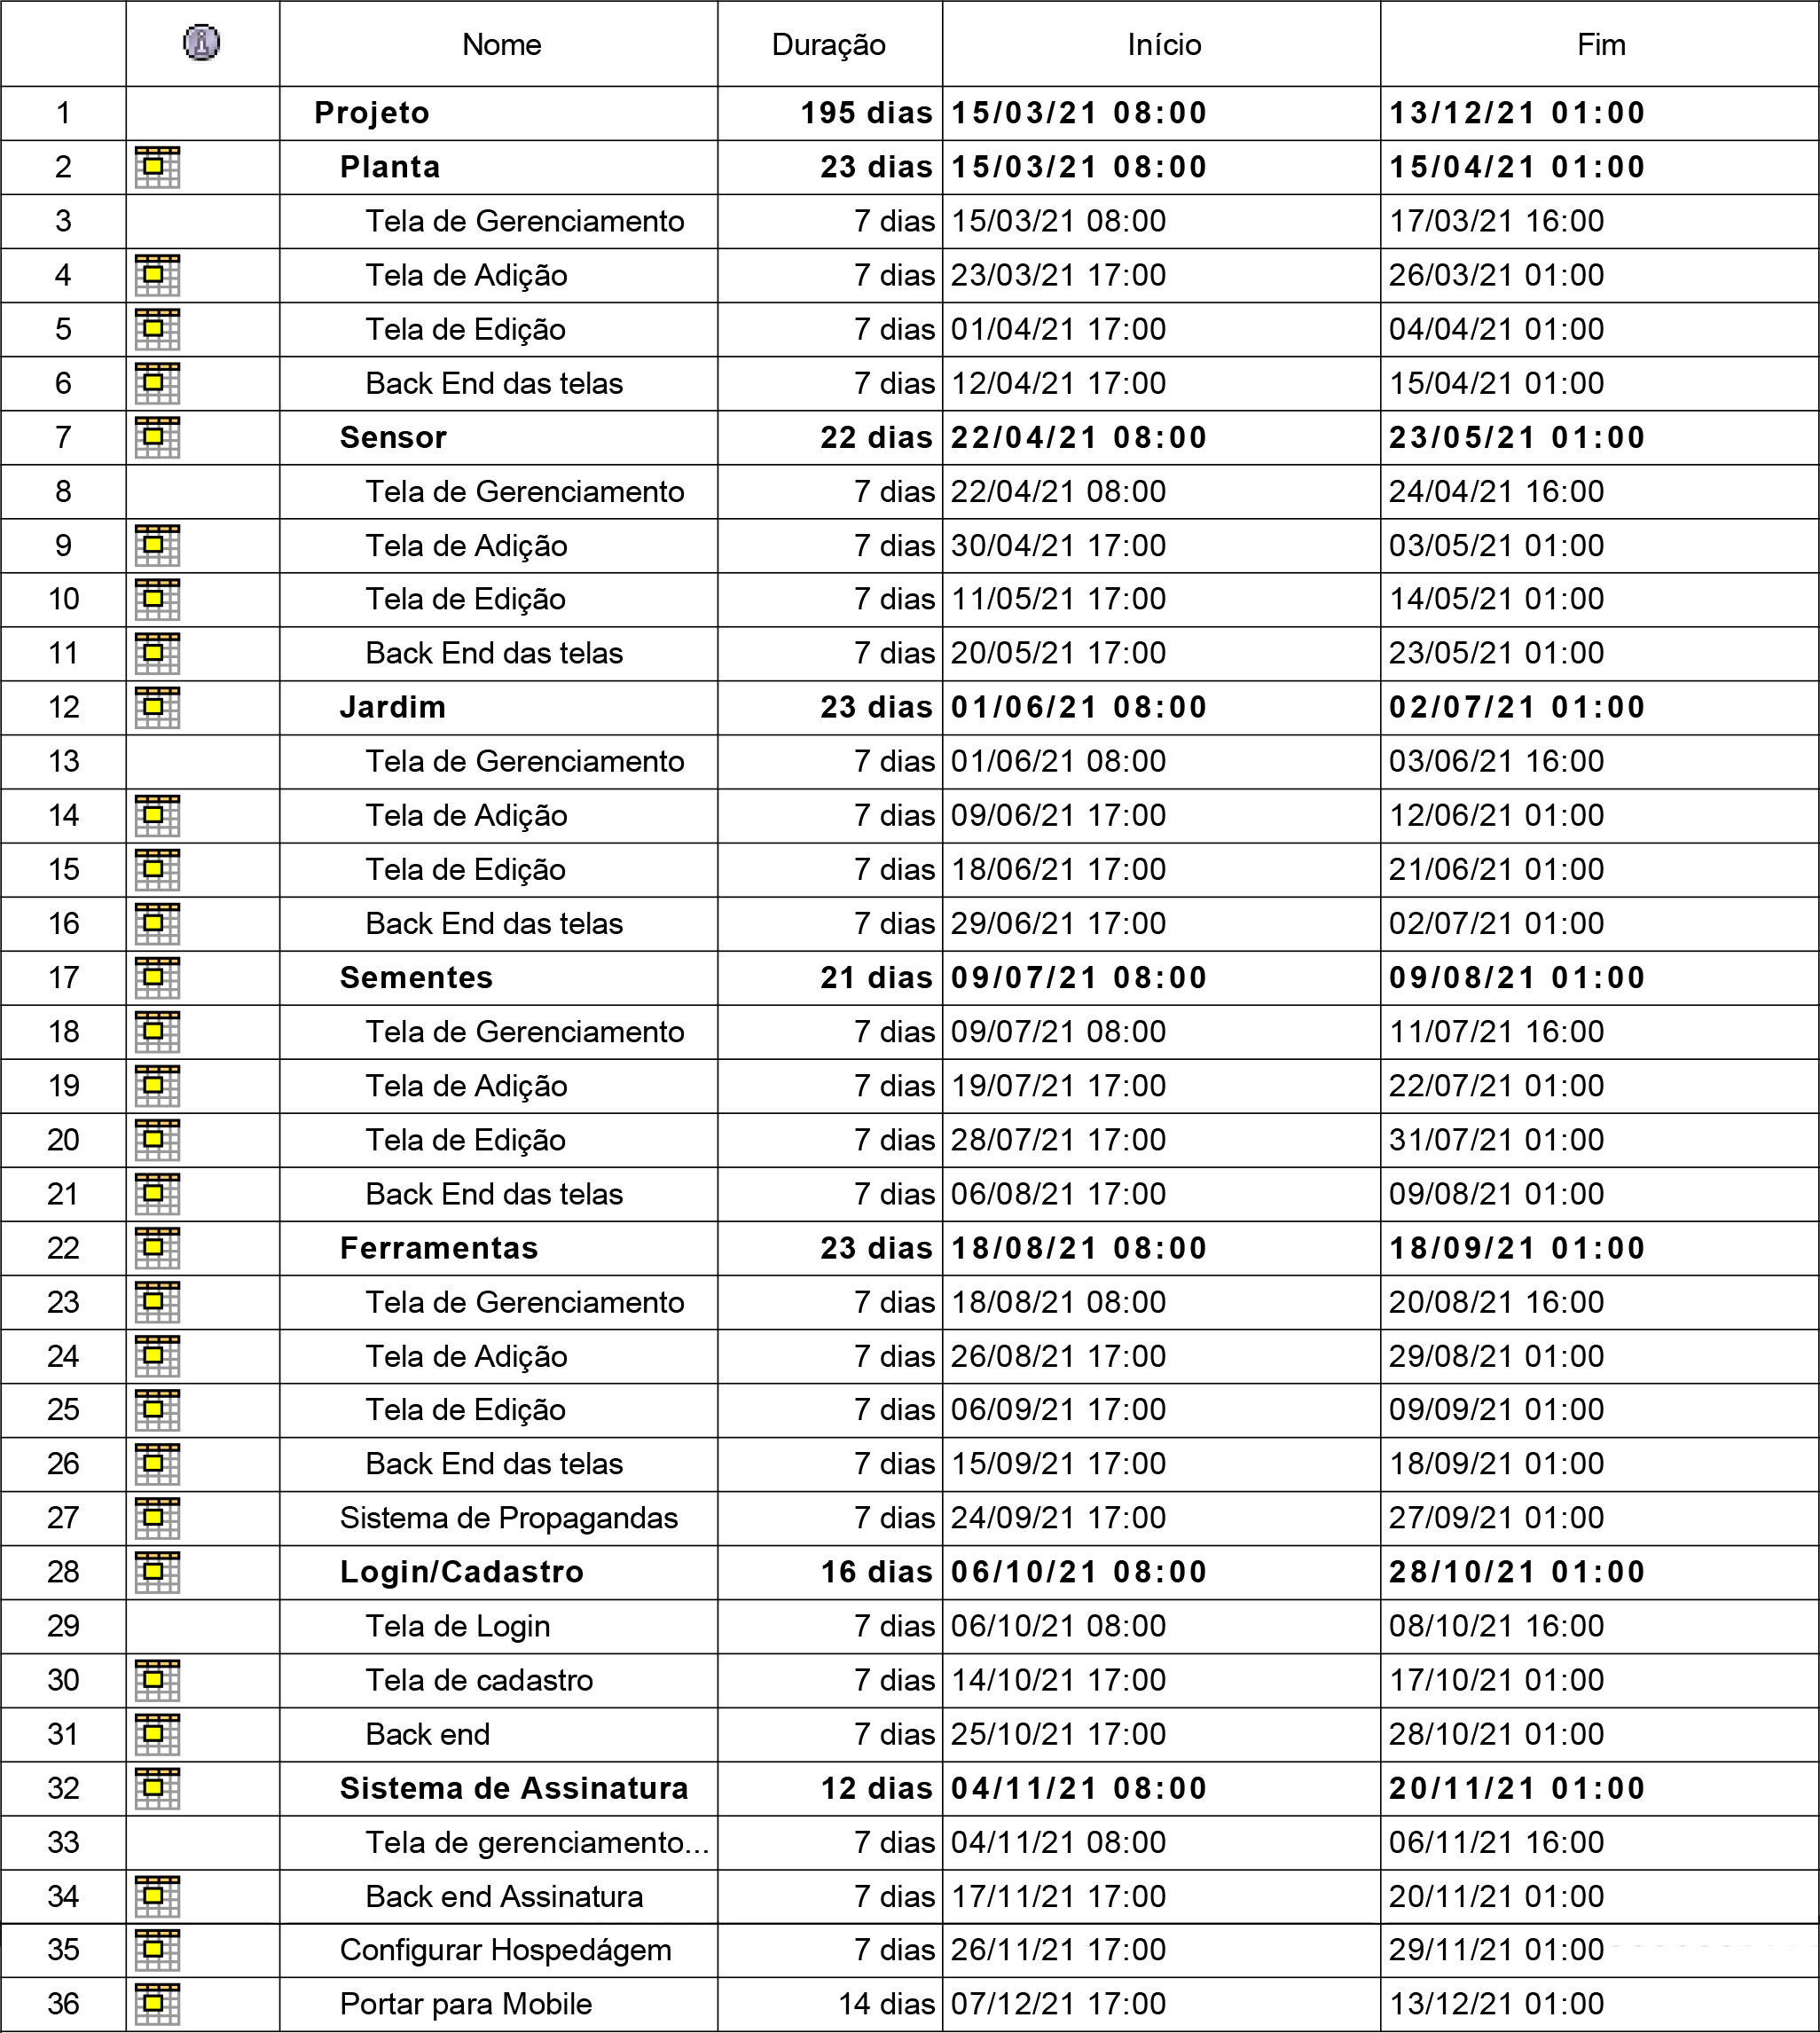 Nome Duração Início Fim
1 Projeto 195 dias 15/03/21 08:00 13/12/21 01:00
2 Planta 23 dias 15/03/21 08:00 15/04/21 01:00
3 Tela de Gerenciamento 7 dias 15/03/21 08:00 17/03/21 16:00
4 Tela de Adição 7 dias 23/03/21 17:00 26/03/21 01:00
5 Tela de Edição 7 dias 01/04/21 17:00 04/04/21 01:00
6 Back End das telas 7 dias 12/04/21 17:00 15/04/21 01:00
7 Sensor 22 dias 22/04/21 08:00 23/05/21 01:00
8 Tela de Gerenciamento 7 dias 22/04/21 08:00 24/04/21 16:00
9 Tela de Adição 7 dias 30/04/21 17:00 03/05/21 01:00
10 Tela de Edição 7 dias 11/05/21 17:00 14/05/21 01:00
11 Back End das telas 7 dias 20/05/21 17:00 23/05/21 01:00
12 Jardim 23 dias 01/06/21 08:00 02/07/21 01:00
13 Tela de Gerenciamento 7 dias 01/06/21 08:00 03/06/21 16:00
14 Tela de Adição 7 dias 09/06/21 17:00 12/06/21 01:00
15 Tela de Edição 7 dias 18/06/21 17:00 21/06/21 01:00
16 Back End das telas 7 dias 29/06/21 17:00 02/07/21 01:00
17 Sementes 21 dias 09/07/21 08:00 09/08/21 01:00
18 Tela de Gerenciamento 7 dias 09/07/21 08:00 11/07/21 16:00
19 Tela de Adição 7 dias 19/07/21 17:00 22/07/21 01:00
20 Tela de Edição 7 dias 28/07/21 17:00 31/07/21 01:00
21 Back End das telas 7 dias 06/08/21 17:00 09/08/21 01:00
22 Ferramentas 23 dias 18/08/21 08:00 18/09/21 01:00
23 Tela de Gerenciamento 7 dias 18/08/21 08:00 20/08/21 16:00
24 Tela de Adição 7 dias 26/08/21 17:00 29/08/21 01:00
25 Tela de Edição 7 dias 06/09/21 17:00 09/09/21 01:00
26 Back End das telas 7 dias 15/09/21 17:00 18/09/21 01:00
27 Sistema de Propagandas 7 dias 24/09/21 17:00 27/09/21 01:00
28 Login/Cadastro 16 dias 06/10/21 08:00 28/10/21 01:00
29 Tela de Login 7 dias 06/10/21 08:00 08/10/21 16:00
30 Tela de cadastro 7 dias 14/10/21 17:00 17/10/21 01:00
31 Back end 7 dias 25/10/21 17:00 28/10/21 01:00
32 Sistema de Assinatura 12 dias 04/11/21 08:00 20/11/21 01:00
33 Tela de gerenciamento... 7 dias 04/11/21 08:00 06/11/21 16:00
34 Back end Assinatura 7 dias 17/11/21 17:00 20/11/21 01:00
35 Configurar Hospedágem 7 dias 26/11/21 17:00 29/11/21 01:00
36 Portar para Mobile 14 dias 07/12/21 17:00 13/12/21 01:00